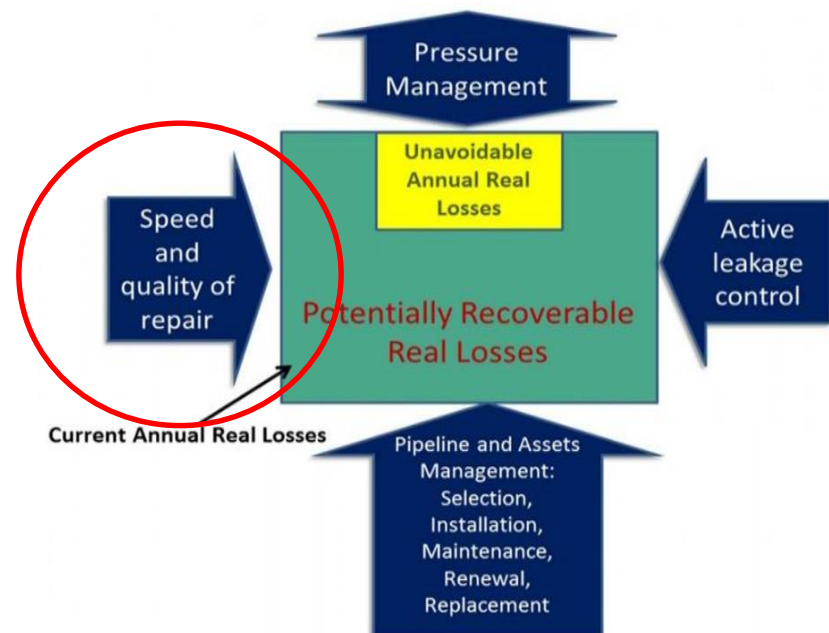 Pressure
Management
Unavoidable
Annual Real
Losses
Speed
and
quality of
repair
Active
leakage
control
Potentially Recoverable
Real Losses
Current Annual Real Losses
Pipeline and Assets
Management:
Selection,
Installation,
Maintenance,
Renewal,
Replacement